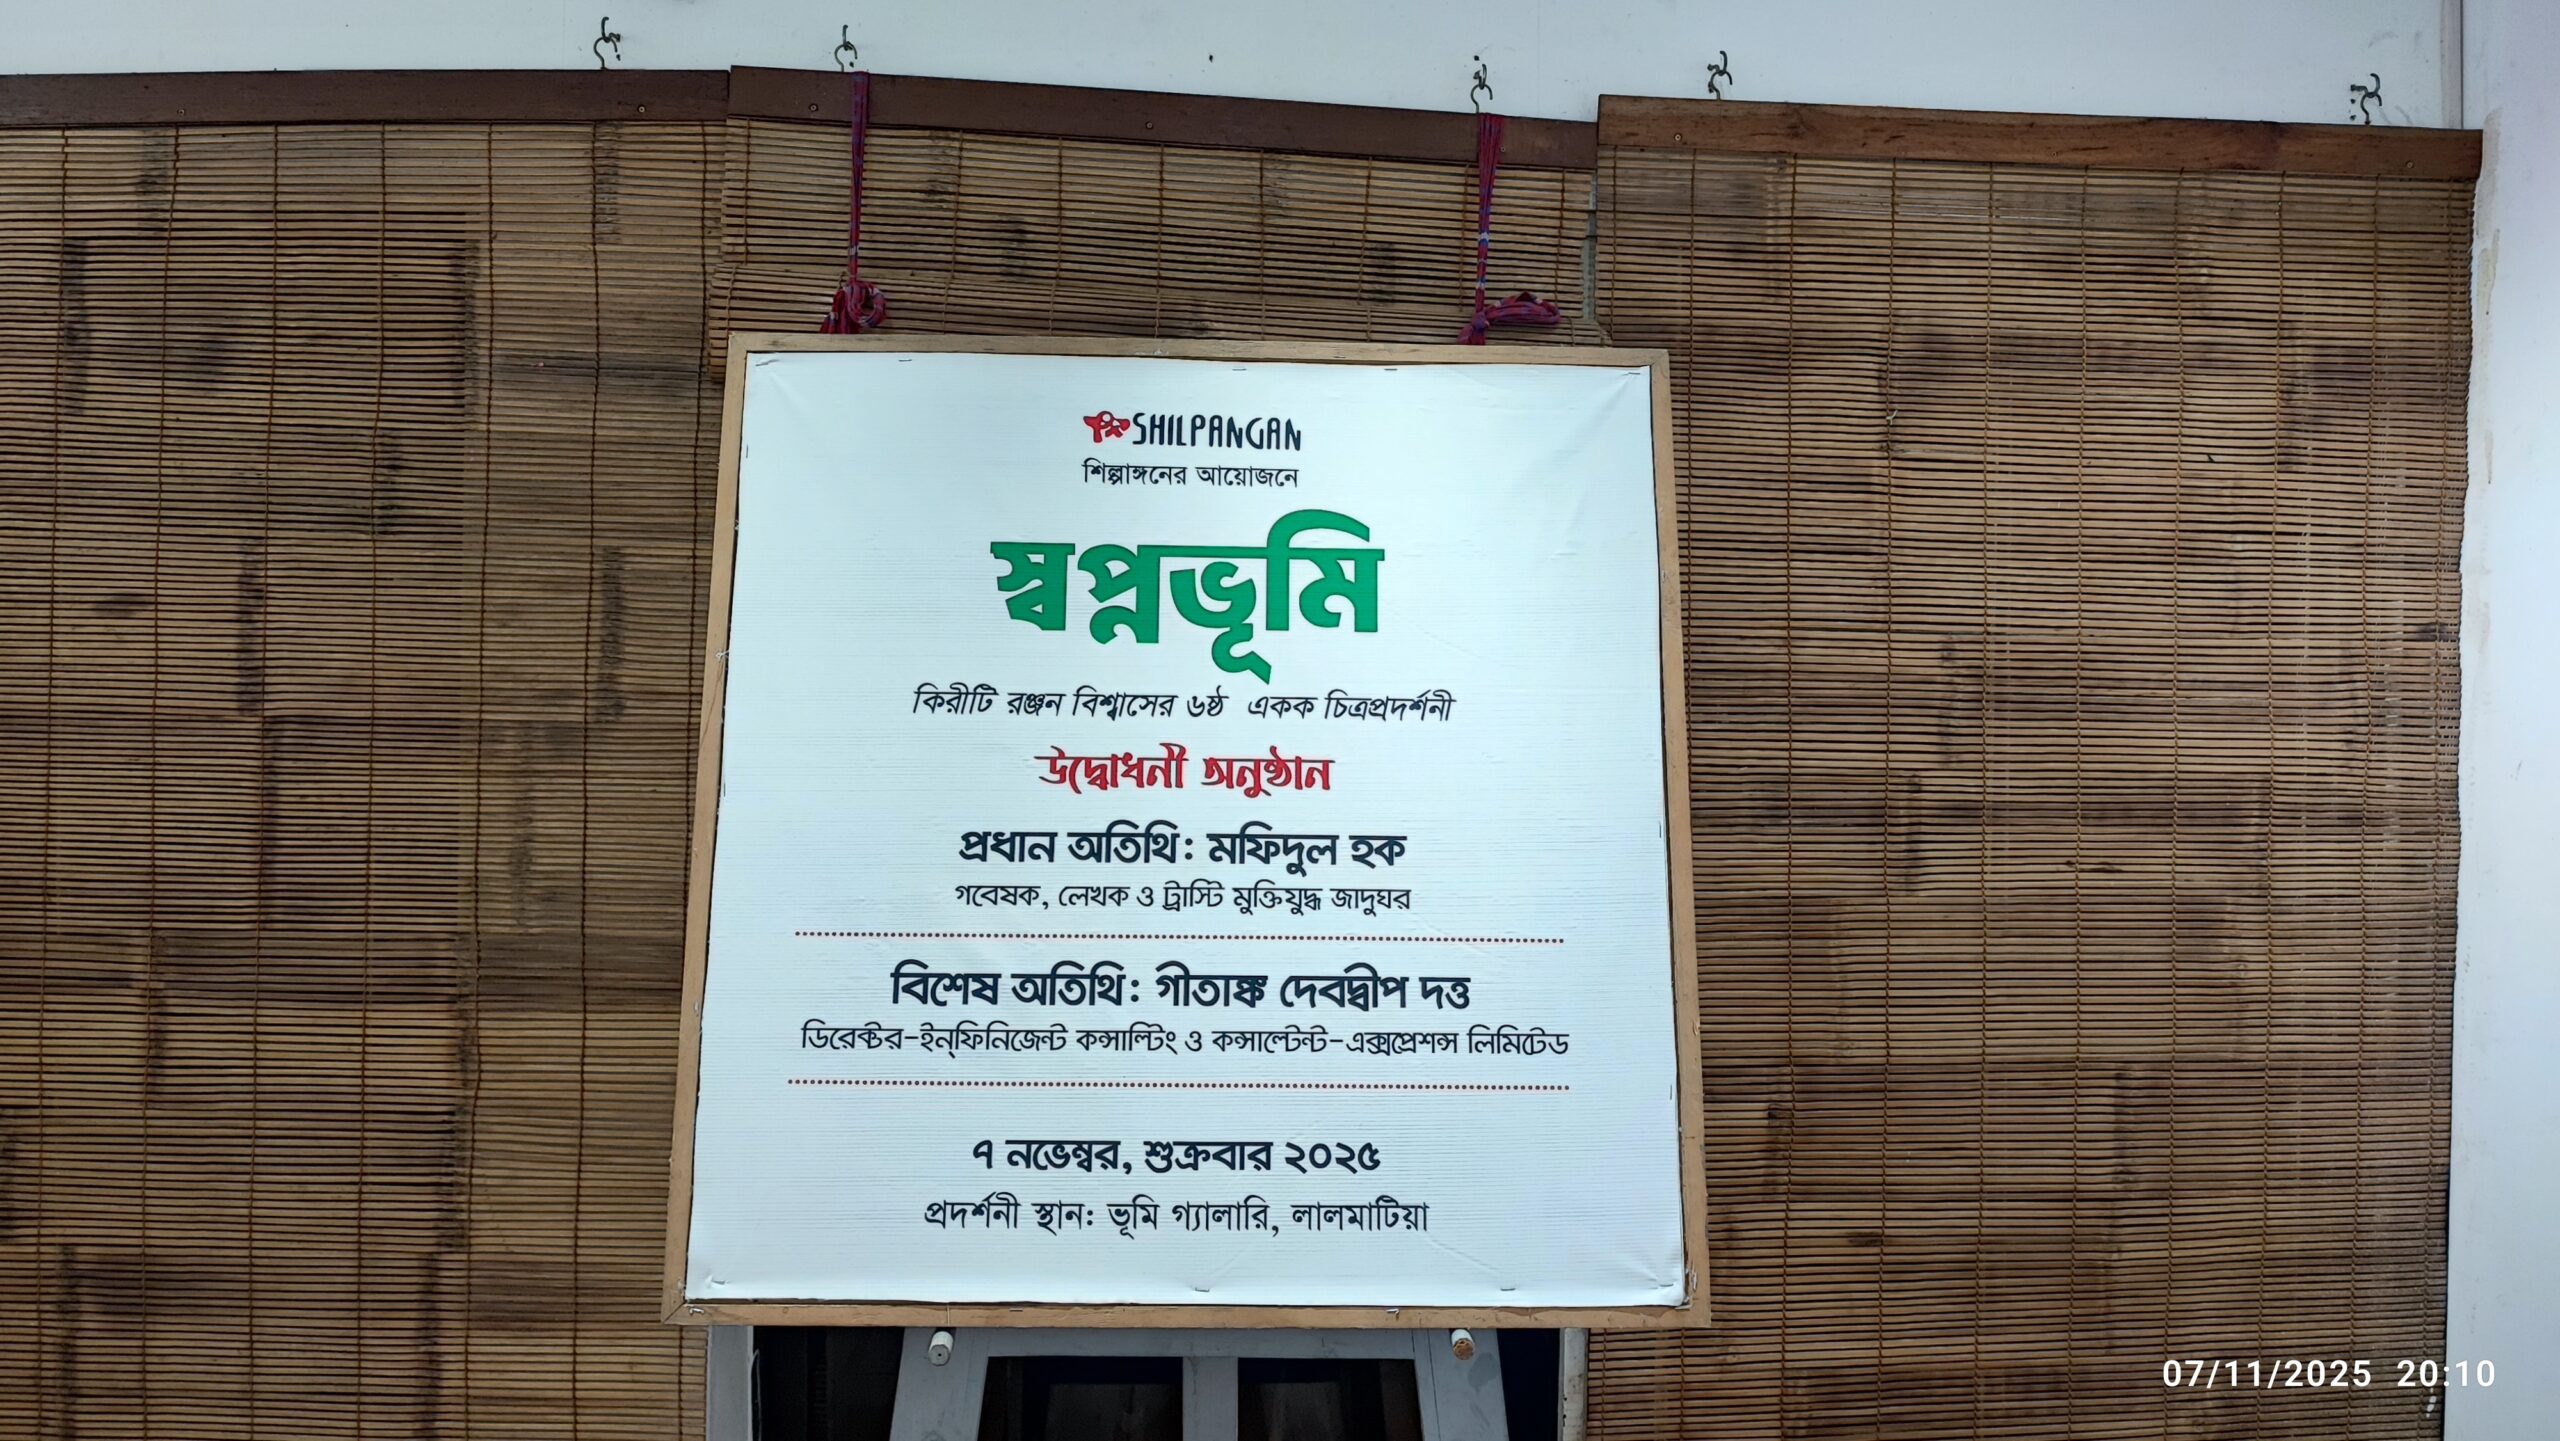 SHILPANGAN
শিল্পাঙ্গনের আয়োজনে
স্বপ্নভূমি
কিরীটি রঞ্জন বিশ্বাসের ৬ষ্ঠ একক চিত্রপ্রদর্শনী
উদ্বোধনী অনুষ্ঠান
প্রধান অতিথি: মফিদুল হক
গবেষক, লেখক ও ট্রাস্টি মুক্তিযুদ্ধ জাদুঘর
বিশেষ অতিথি: গীতাঙ্ক দেবদ্বীপ দত্ত
ডিরেক্টর-ইন্‌ফিনিজেন্ট কন্সাল্টিং ও কন্সাল্টেন্ট-এক্সপ্রেশন্স লিমিটেড
৭ নভেম্বর, শুক্রবার ২০২৫
প্রদর্শনী স্থান: ভূমি গ্যালারি, লালমাটিয়া
07/11/2025 20:10